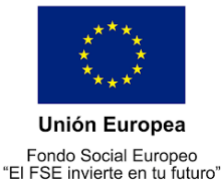 Unión Europea
Fondo Social Europeo
“El FSE invierte en tu futuro”